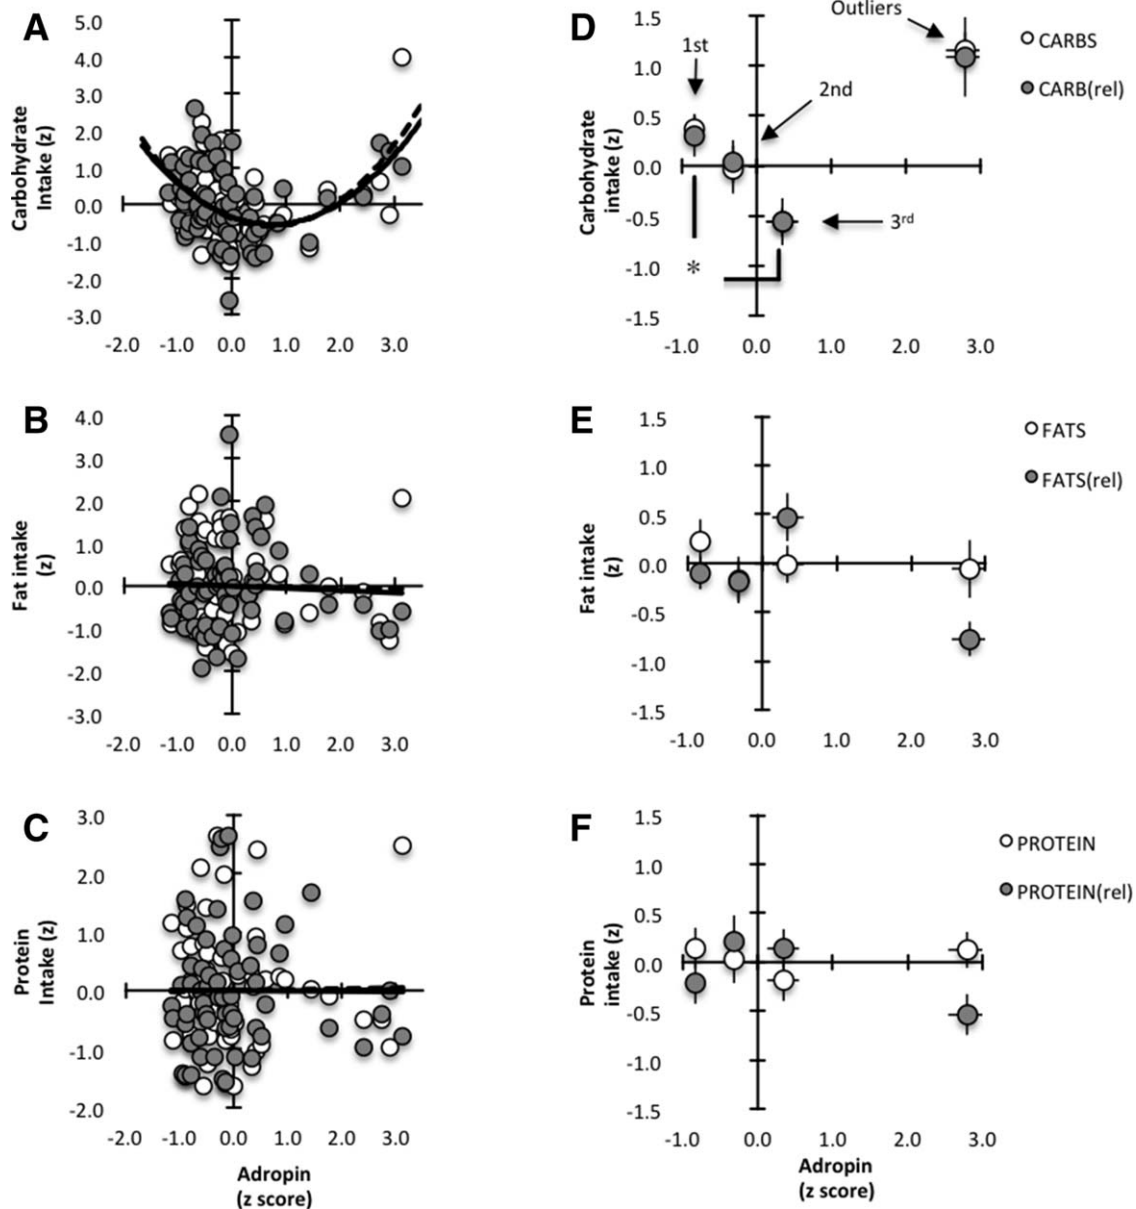 A
5.0
4.0
3.0
2.0
1.0
0.0
-1.0
-2.0
-3.0
Carbohydrate
Intake (z)
-2.0 -1.0 0.0 1.0 2.0 3.0
D
1.5
1.0
0.5
0.0
-0.5
-1.0
-1.5
Carbohydrate
intake (z)
Outliers
1st
2nd
3rd
*
CARBS
CARB(rel)
-1.0 0.0 1.0 2.0 3.0
B
4.0
3.0
2.0
1.0
0.0
-1.0
-2.0
-3.0
Fat intake
(z)
-2.0 -1.0 0.0 1.0 2.0 3.0
E
1.5
1.0
0.5
0.0
-0.5
-1.0
-1.5
Fat intake
(z)
FATS
FATS(rel)
-1.0 0.0 1.0 2.0 3.0
C
3.0
2.0
1.0
0.0
-1.0
-2.0
Protein
Intake (z)
-2.0 -1.0 0.0 1.0 2.0 3.0
Adropin
(z score)
F
1.5
1.0
0.5
0.0
-0.5
-1.0
-1.5
Protein
intake (z)
PROTEIN
PROTEIN(rel)
-1.0 0.0 1.0 2.0 3.0
Adropin
(z score)